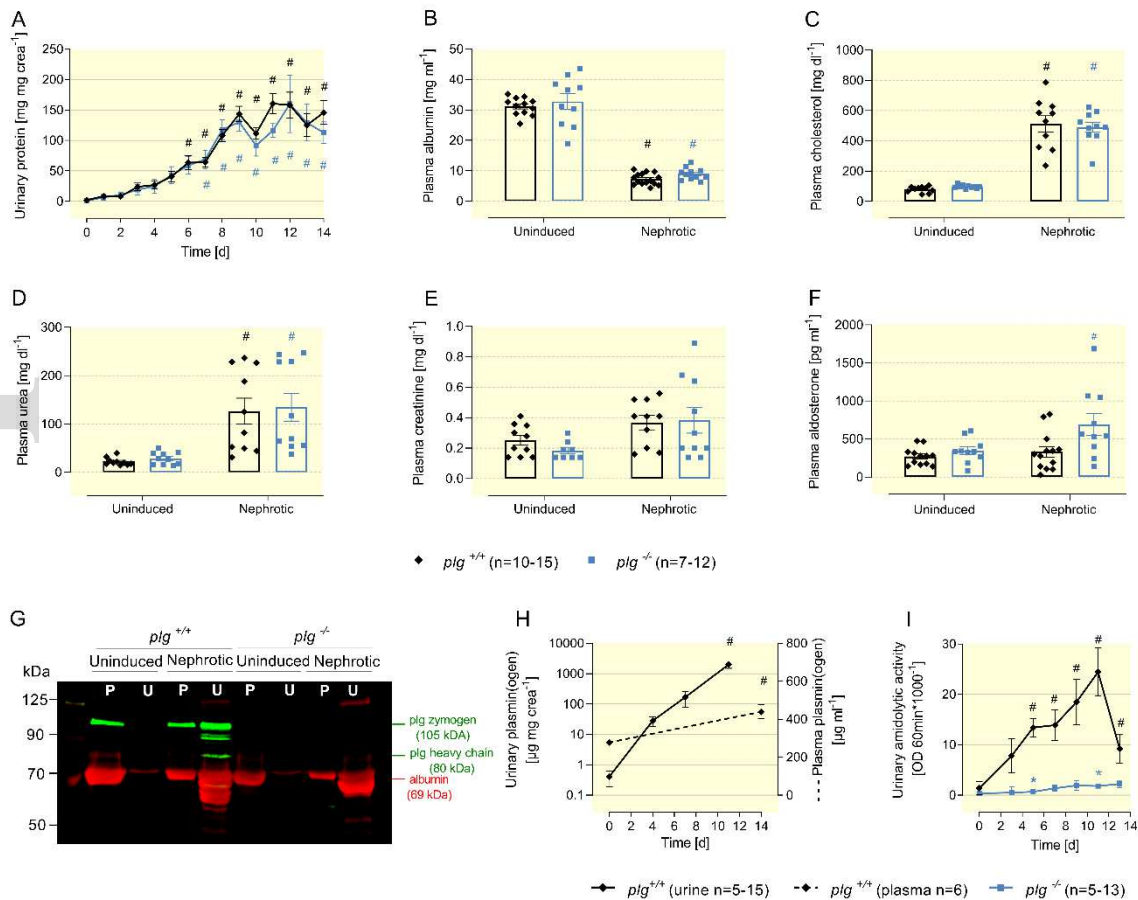 A
Urinary protein [mg mg crea⁻¹]
250
200
150
100
50
0
# # # # # # # # #
# # # # # # # #
0 2 4 6 8 10 12 14
Time [d]
B
Plasma albumin [mg ml⁻¹]
50
40
30
20
10
0
# #
Uninduced Nephrotic
C
Plasma cholesterol [mg dl⁻¹]
1000
800
600
400
200
0
# #
Uninduced Nephrotic
D
Plasma urea [mg dl⁻¹]
300
200
100
0
# #
Uninduced Nephrotic
E
Plasma creatinine [mg dl⁻¹]
1.0
0.8
0.6
0.4
0.2
0.0
Uninduced Nephrotic
F
Plasma aldosterone [pg ml⁻¹]
2000
1500
1000
500
0
#
Uninduced Nephrotic
plg +/+ (n=10-15) plg -/- (n=7-12)
G
plg +/+ plg -/-
Uninduced Nephrotic Uninduced Nephrotic
kDa
P U P U P U P U
125
90
70
50
plg zymogen
(105 kDA)
plg heavy chain
(80 kDa)
albumin
(69 kDa)
H
Urinary plasmin(ogen)
[µg mg crea⁻¹]
10000
1000
100
10
1
0.1
# #
800
600
400
200
0
Plasma plasmin(ogen)
[µg ml⁻¹]
0 2 4 6 8 10 12 14
Time [d]
I
Urinary amidolytic activity
[OD 60min*1000⁻¹]
30
20
10
0
# # # # #
* *
0 2 4 6 8 10 12 14
Time [d]
plg+/+ (urine n=5-15) plg+/+ (plasma n=6) plg -/- (n=5-13)